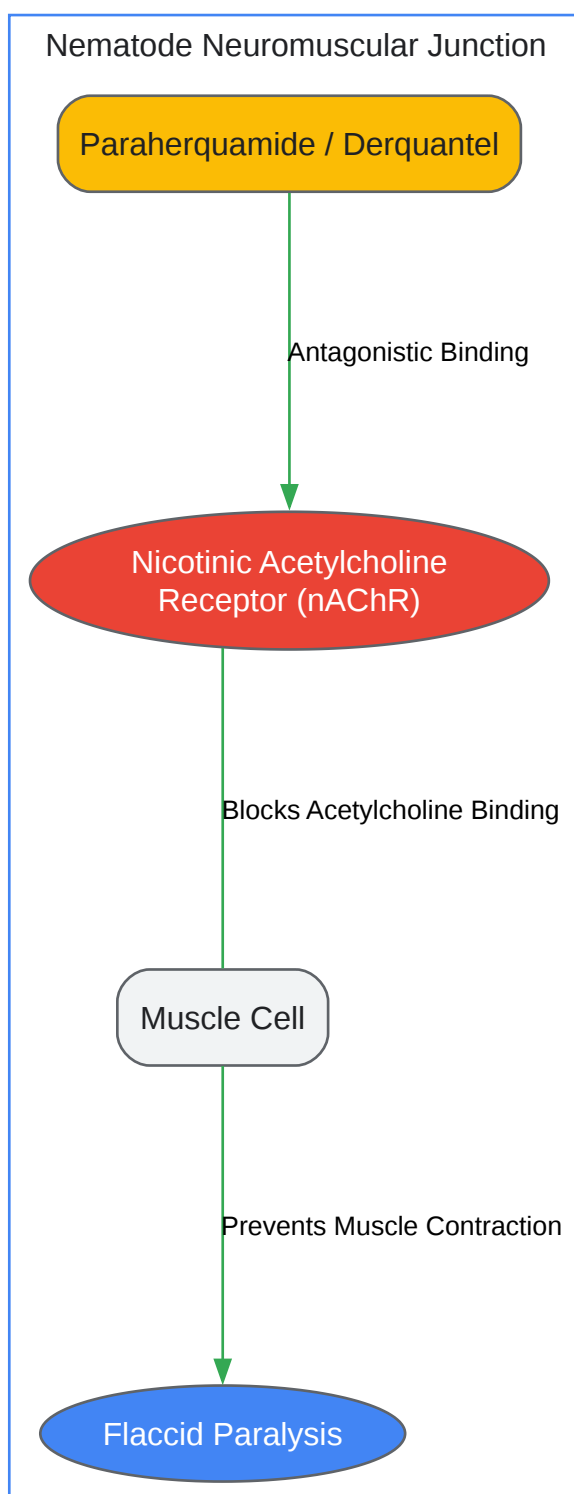 Nematode Neuromuscular Junction
Paraherquamide / Derquantel
Antagonistic Binding
Nicotinic Acetylcholine
Receptor (nAChR)
Blocks Acetylcholine Binding
Muscle Cell
Prevents Muscle Contraction
Flaccid Paralysis